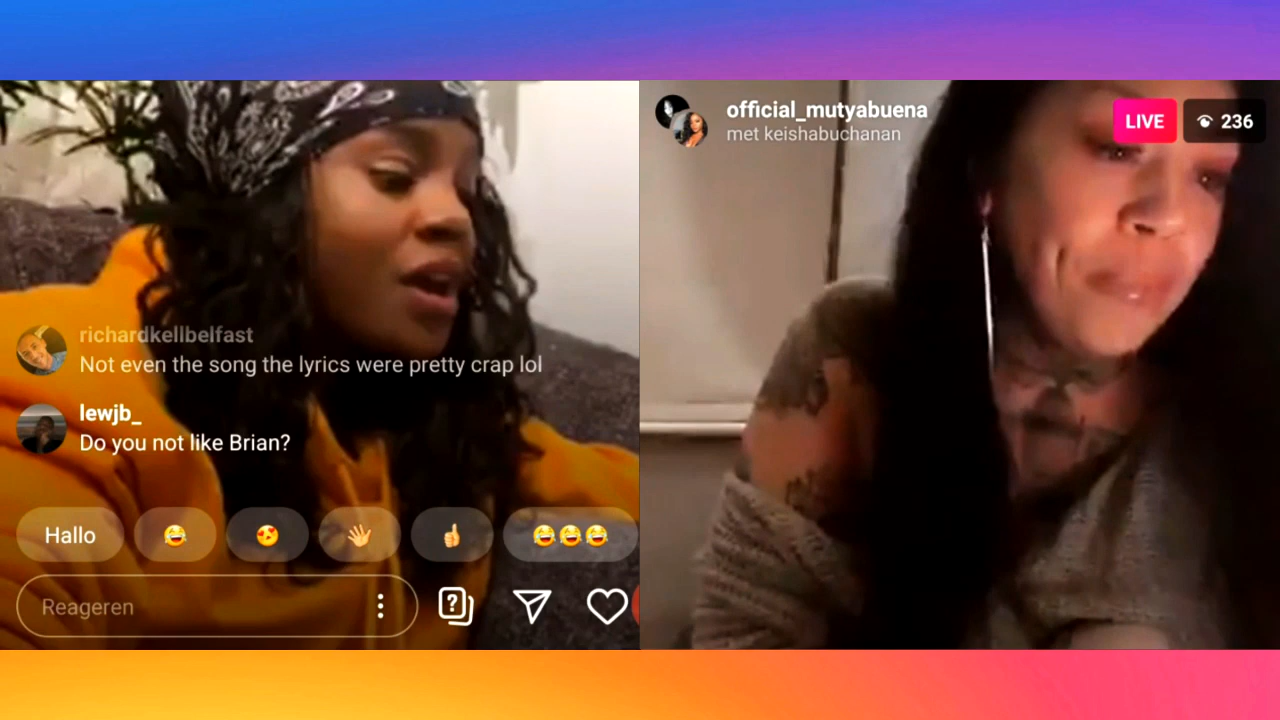 official_mutyabuena
met keishabuchanan
LIVE
236
richardkellbelfast
Not even the song the lyrics were pretty crap lol
lewjb_
Do you not like Brian?
Hallo
Reageren